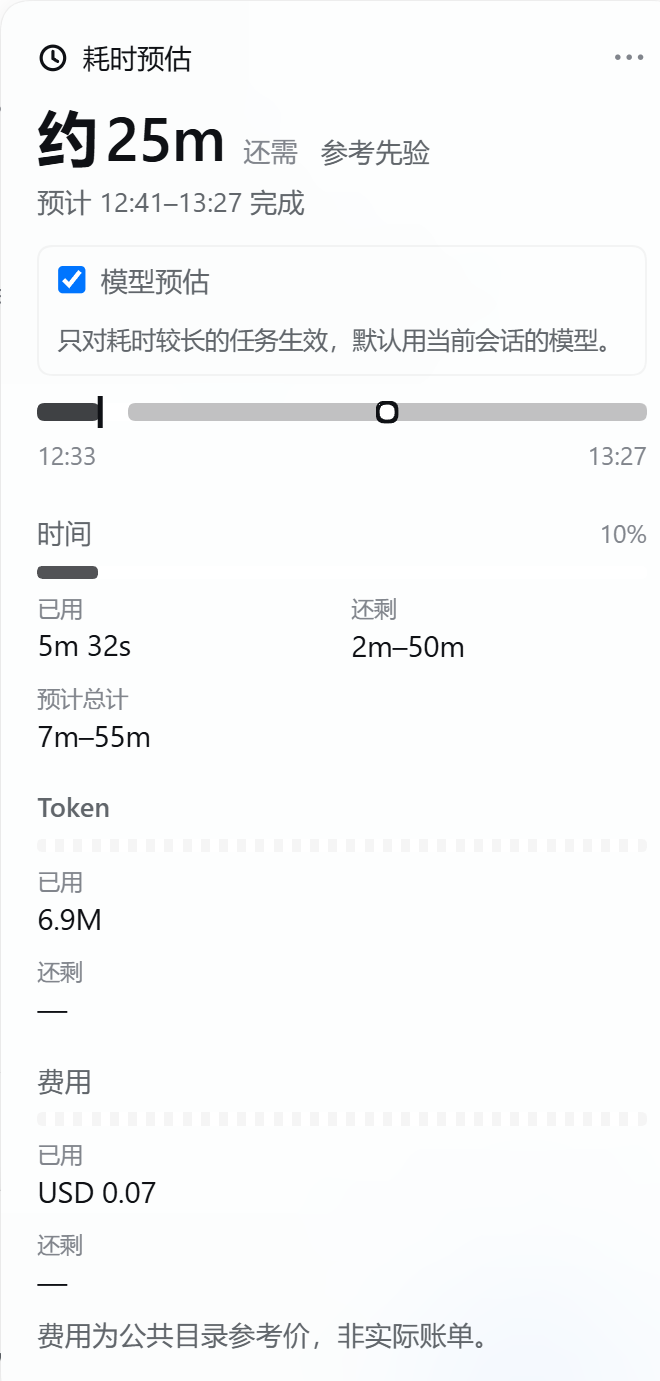 耗时预估
约25m 还需 参考先验
预计 12:41–13:27 完成
模型预估
只对耗时较长的任务生效，默认用当前会话的模型。
12:33 13:27
时间 10%
已用 还剩
5m 32s 2m–50m
预计总计
7m–55m
Token
已用
6.9M
还剩
—
费用
已用
USD 0.07
还剩
—
费用为公共目录参考价，非实际账单。